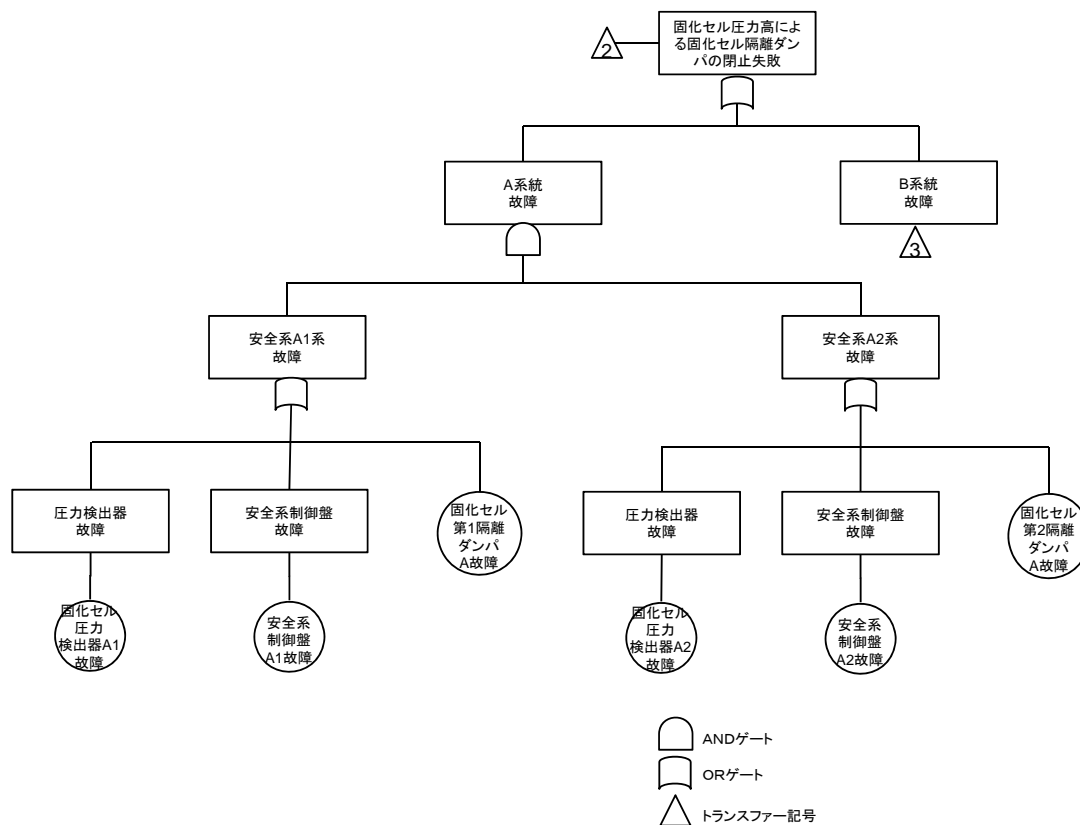 固化セル圧力高によ
る固化セル隔離ダン
パの閉止失敗
2
A系統
故障
B系統
故障
3
安全系A1系
故障
安全系A2系
故障
圧力検出器
故障
安全系制御盤
故障
固化セル
第1隔離
ダンパ
A故障
圧力検出器
故障
安全系制御盤
故障
固化セル
第2隔離
ダンパ
A故障
固化セル
圧力
検出器A1
故障
安全系
制御盤
A1故障
固化セル
圧力
検出器A2
故障
安全系
制御盤
A2故障
ANDゲート
ORゲート
トランスファー記号